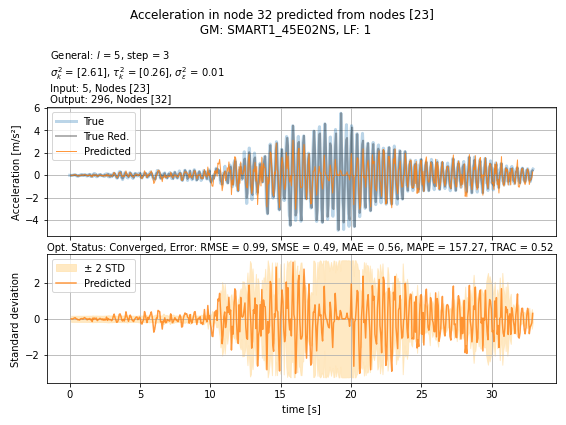 Acceleration in node 32 predicted from nodes [23]
GM: SMART1_45E02NS, LF: 1
General: l = 5, step = 3
σ²ₖ = [2.61], τ²ₖ = [0.26], σ²ε = 0.01
Input: 5, Nodes [23]
Output: 296, Nodes [32]
Acceleration [m/s²]
6
4
2
0
−2
−4
True
True Red.
Predicted
Opt. Status: Converged, Error: RMSE = 0.99, SMSE = 0.49, MAE = 0.56, MAPE = 157.27, TRAC = 0.52
Standard deviation
2
0
−2
± 2 STD
Predicted
0 5 10 15 20 25 30
time [s]